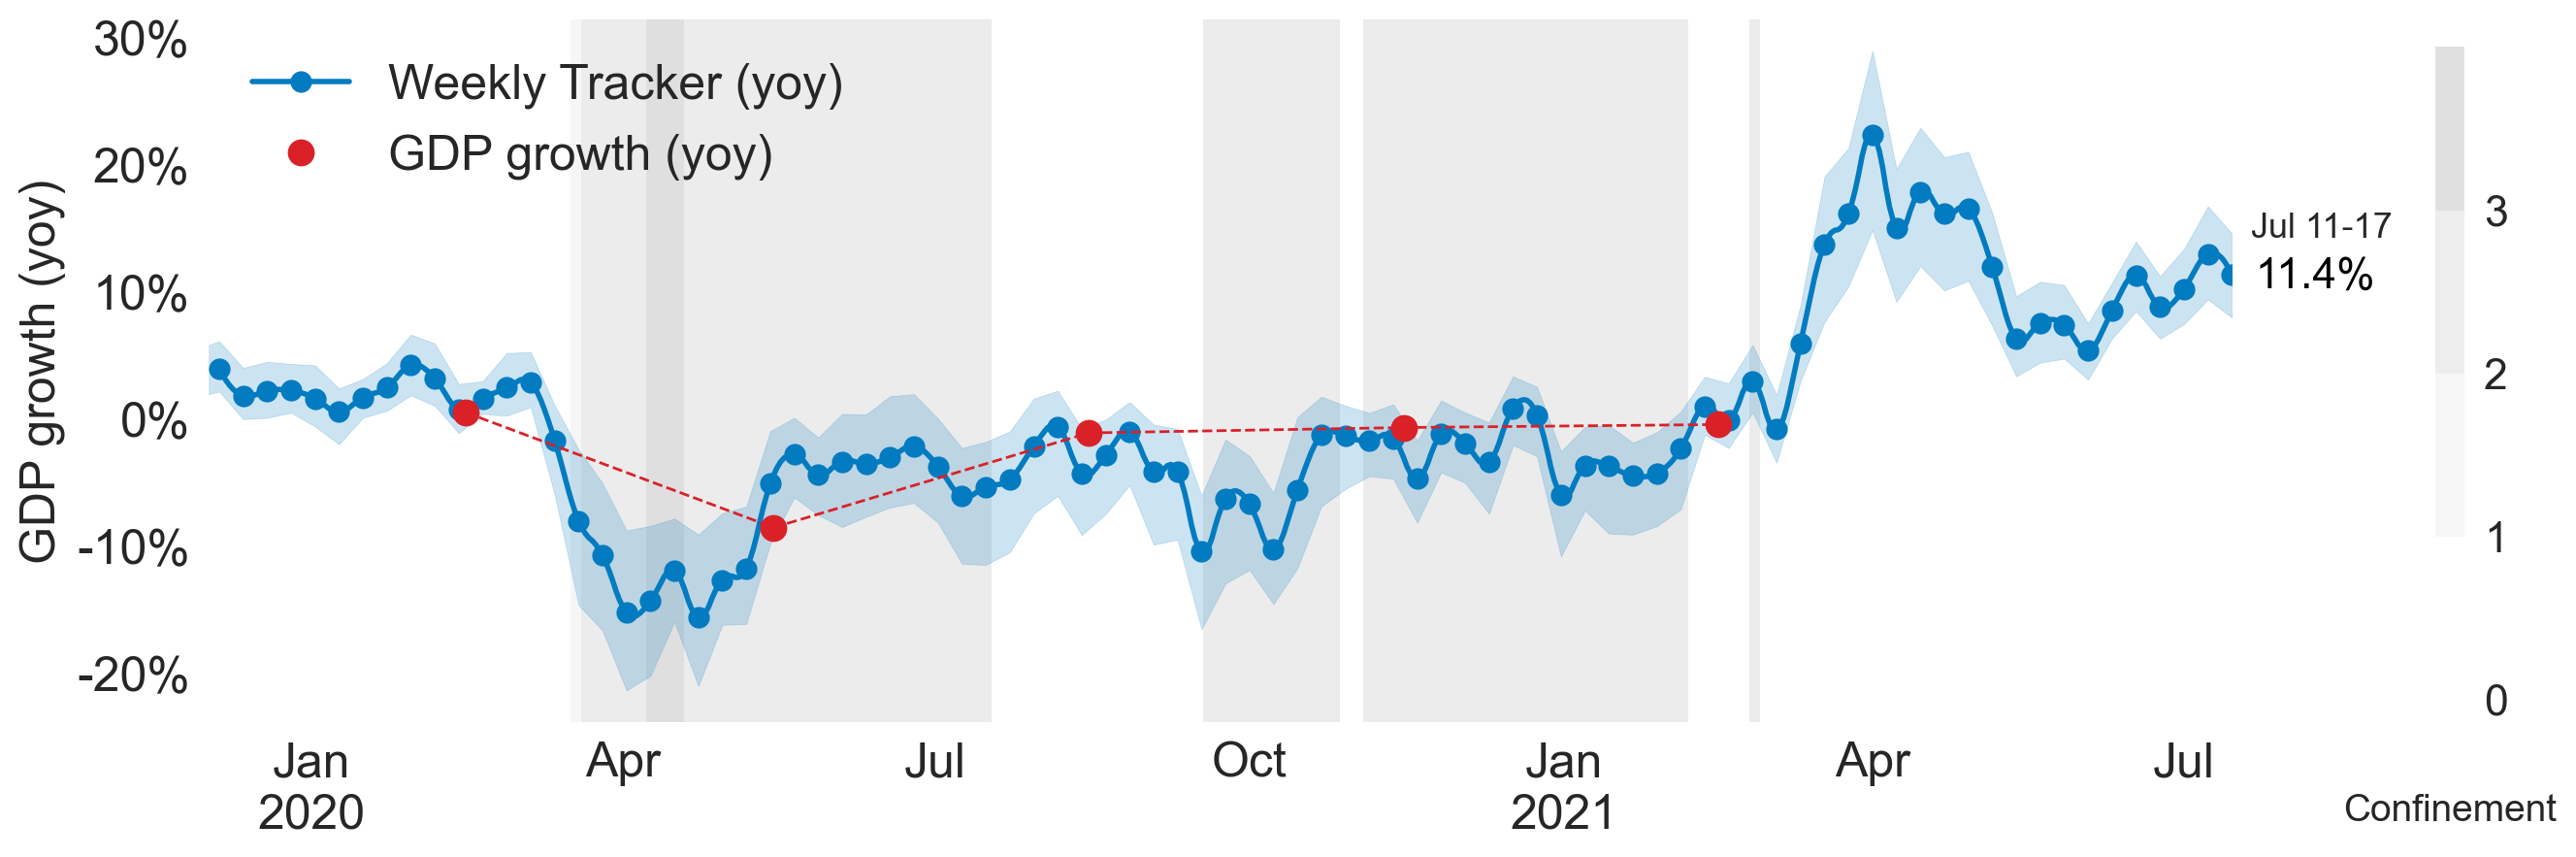 30%
20%
10%
0%
-10%
-20%
GDP growth (yoy)
Weekly Tracker (yoy)
GDP growth (yoy)
Jul 11-17
11.4%
3
2
1
0
Jan
2020
Apr
Jul
Oct
Jan
2021
Apr
Jul
Confinement